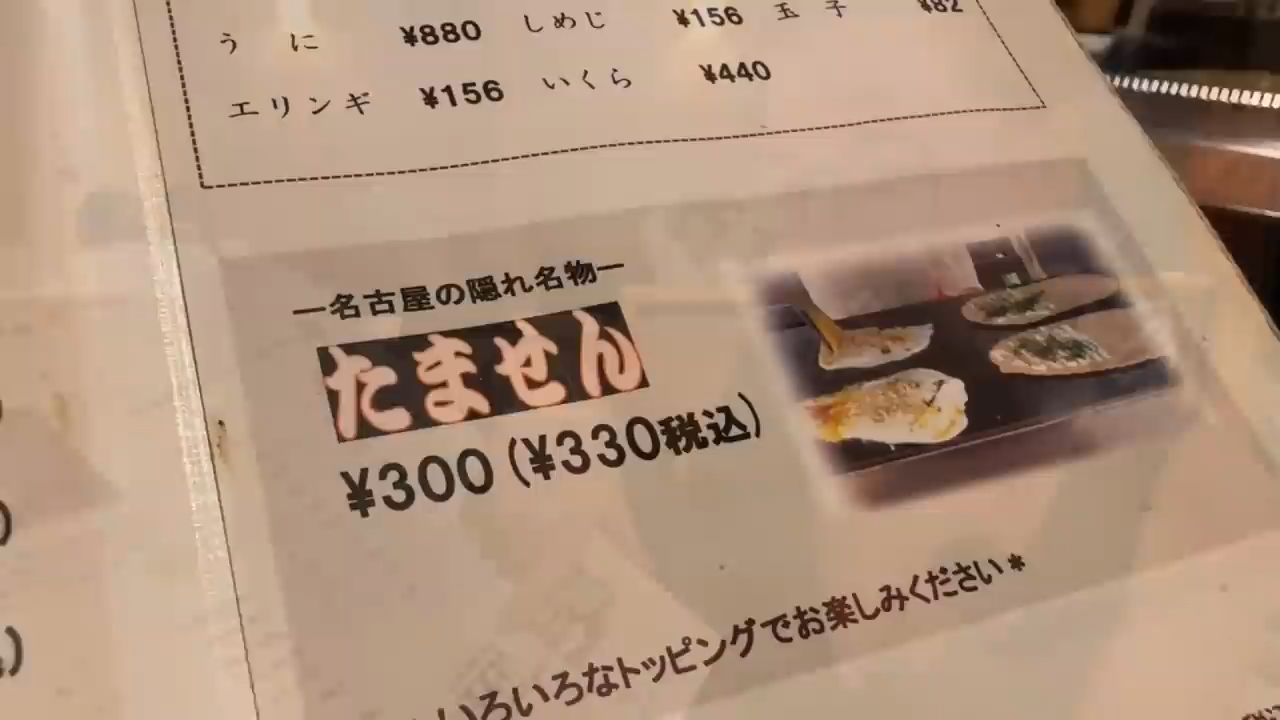 うに ¥880 しめじ ¥156 玉子 ¥82
エリンギ ¥156 いくら ¥440
―名古屋の隠れ名物―
たません
¥300(¥330税込)
いろいろなトッピングでお楽しみください*